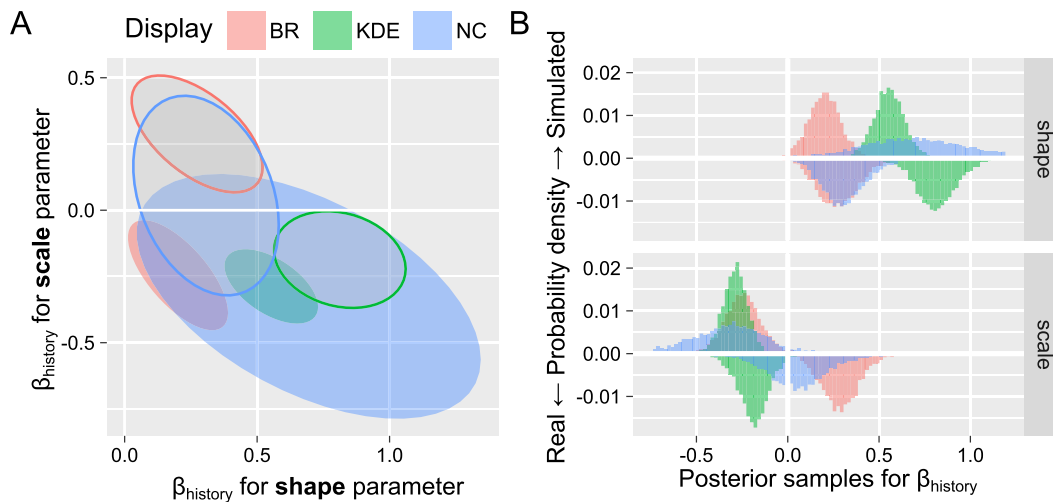 A
Display BR KDE NC
0.5
0.0
-0.5
βhistory for scale parameter
0.0 0.5 1.0
βhistory for shape parameter
B
Real ← Probability density → Simulated
0.02
0.01
0.00
-0.01
shape
0.02
0.01
0.00
-0.01
scale
-0.5 0.0 0.5 1.0
Posterior samples for βhistory